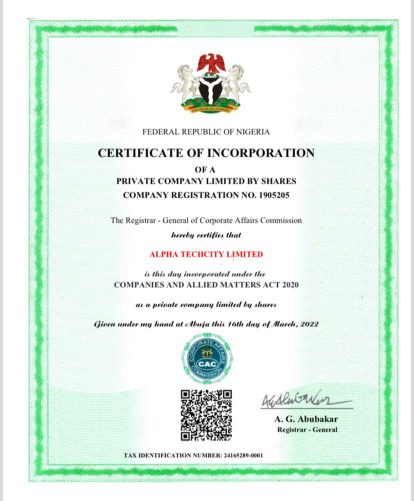 FEDERAL REPUBLIC OF NIGERIA
CERTIFICATE OF INCORPORATION
OF A
PRIVATE COMPANY LIMITED BY SHARES
COMPANY REGISTRATION NO. 1905205
The Registrar - General of Corporate Affairs Commission
hereby certifies that
ALPHA TECHCITY LIMITED
is this day incorporated under the
COMPANIES AND ALLIED MATTERS ACT 2020
as a private company limited by shares
Given under my hand at Abuja this 16th day of March, 2022
CORPORATE AFFAIRS
CAC
COMMISSION
A. G. Abubakar
Registrar - General
TAX IDENTIFICATION NUMBER: 24165289-0001